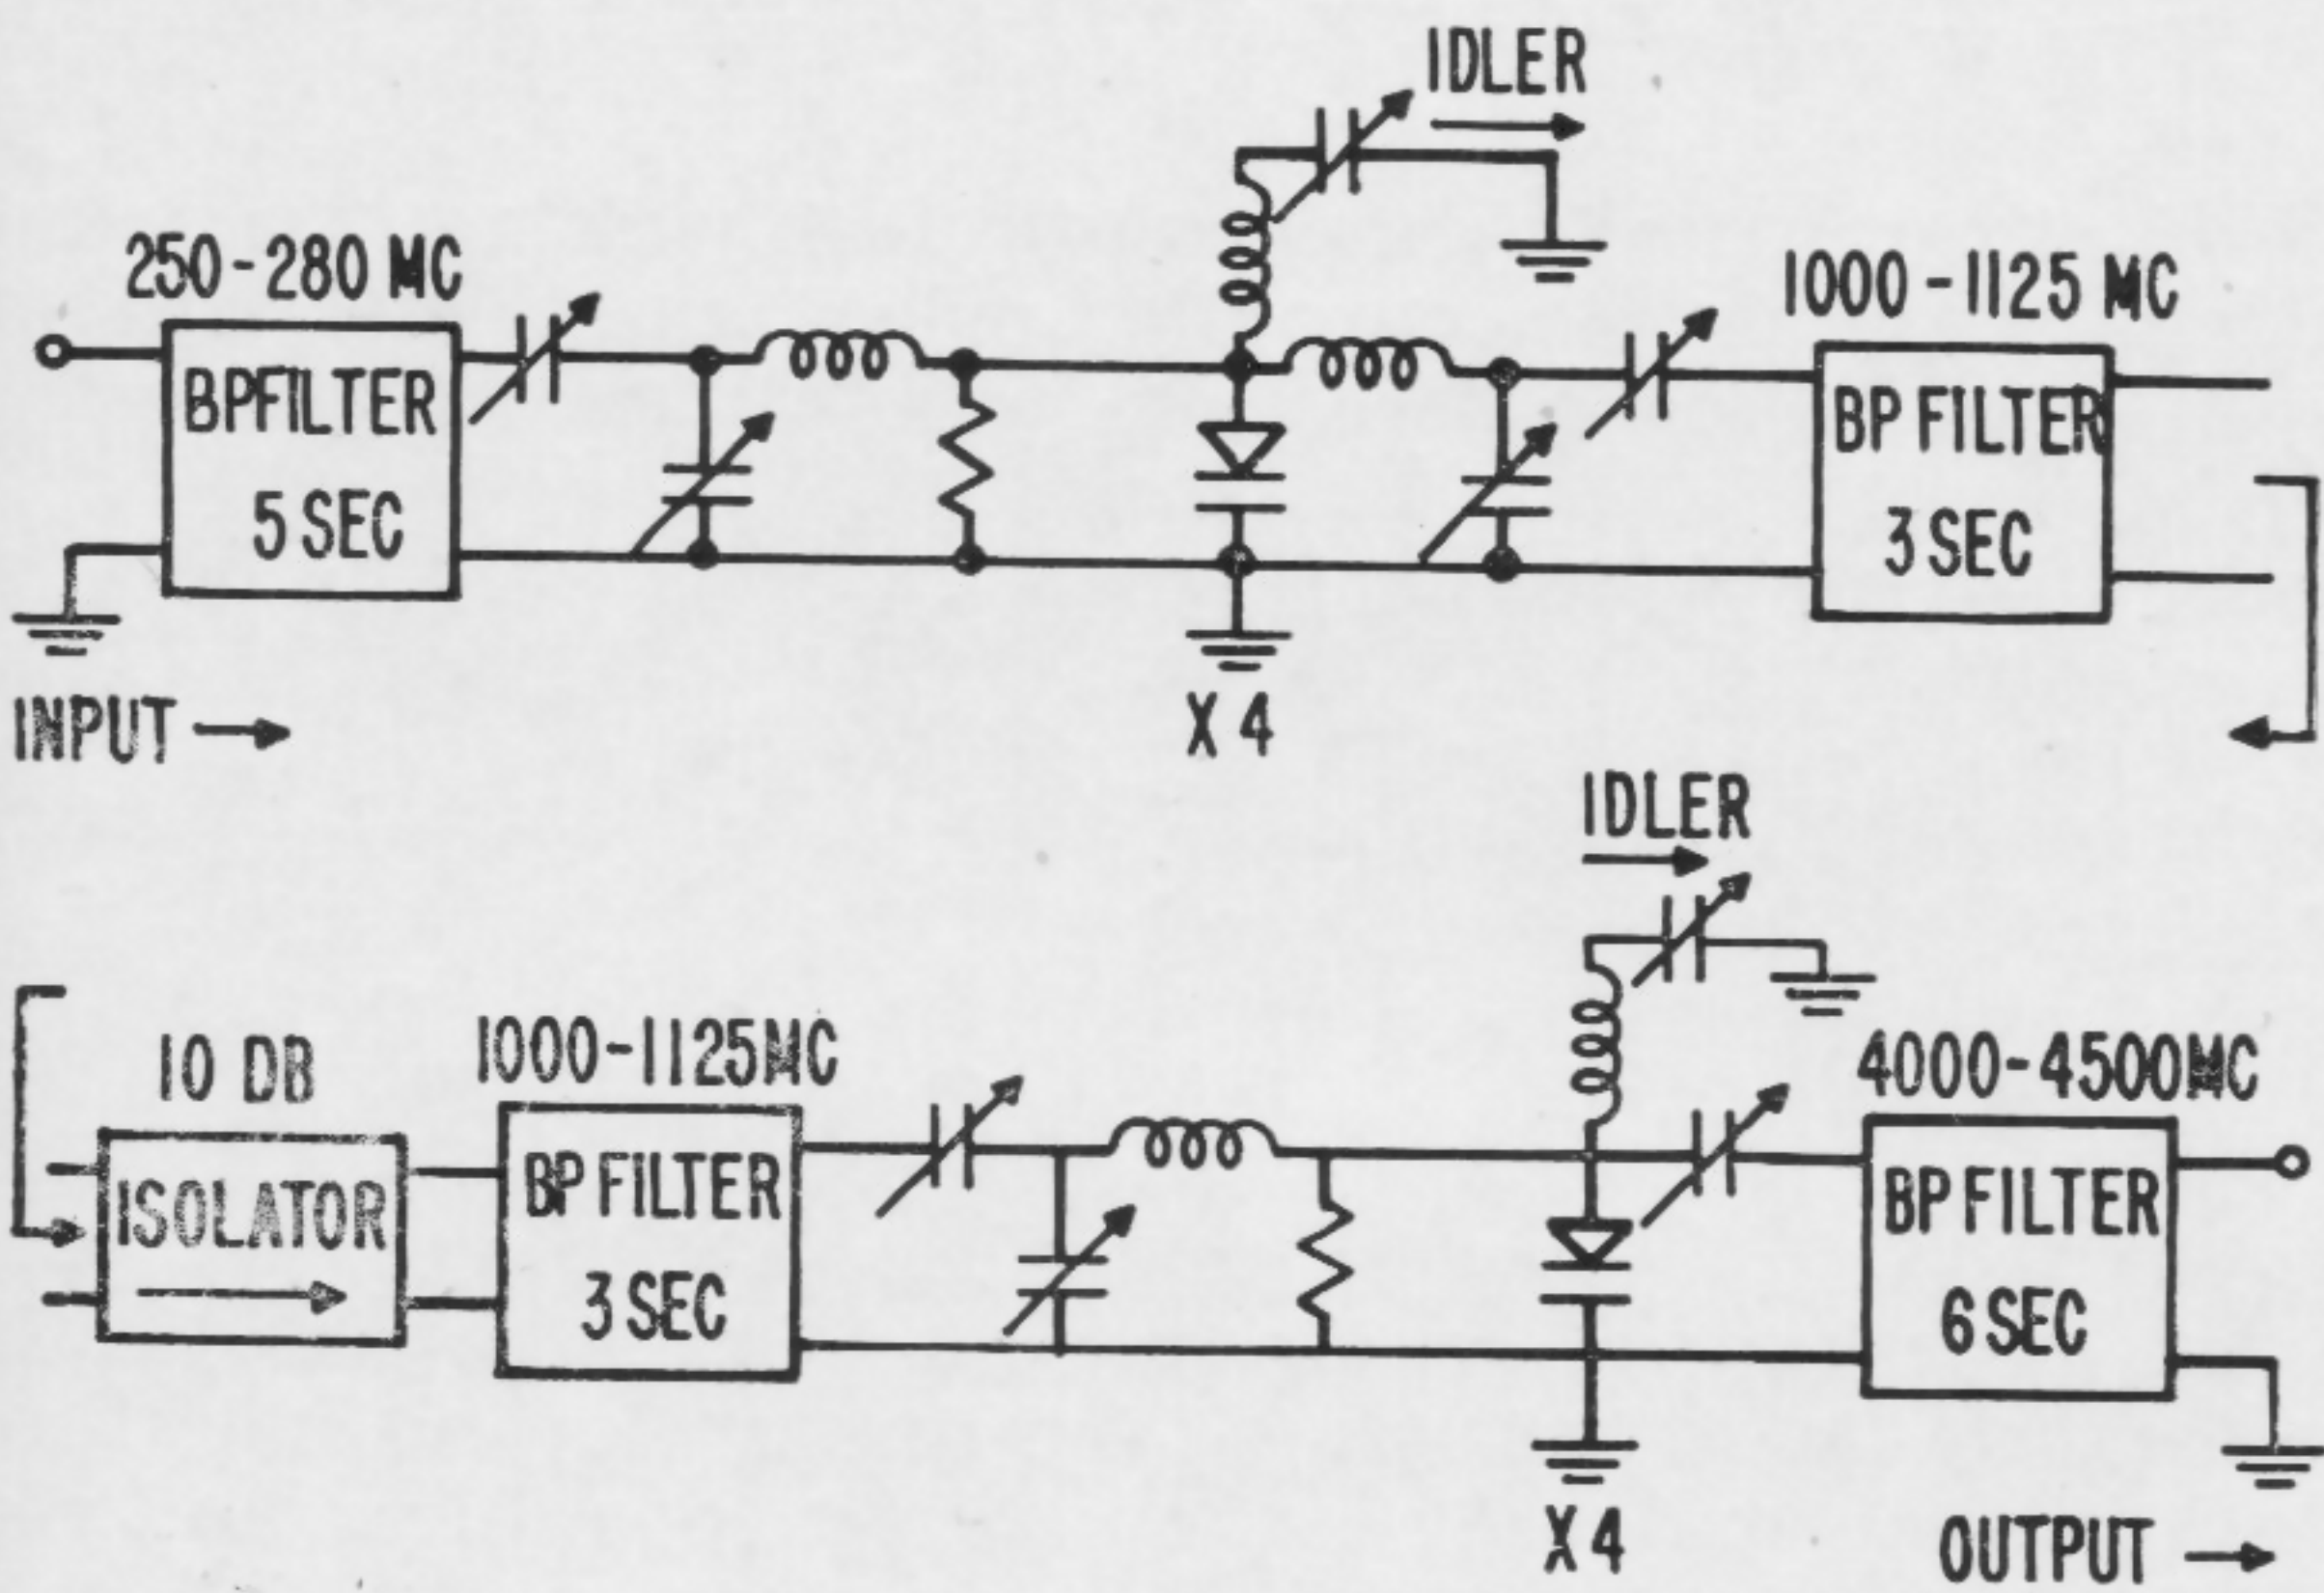 IDLER
250-280 MC
1000-1125 MC
BPFILTER
5 SEC
BP FILTER
3 SEC
INPUT
X 4
IDLER
10 DB
1000-1125MC
4000-4500MC
ISOLATOR
BP FILTER
3 SEC
BP FILTER
6 SEC
X 4
OUTPUT